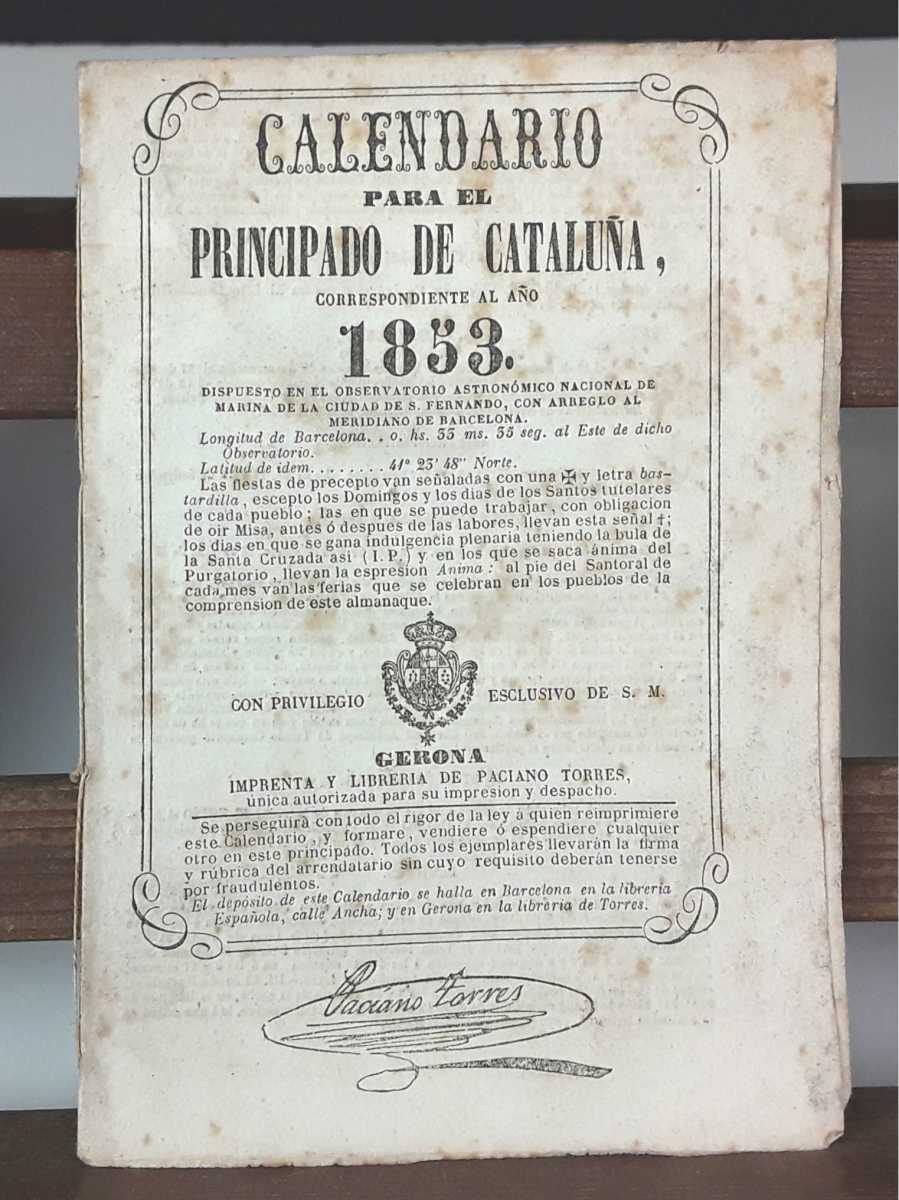 CALENDARIO
PARA EL
PRINCIPADO DE CATALUÑA,
CORRESPONDIENTE AL AÑO
1853.
DISPUESTO EN EL OBSERVATORIO ASTRONÓMICO NACIONAL DE
MARINA DE LA CIUDAD DE S. FERNANDO, CON ARREGLO AL
MERIDIANO DE BARCELONA.
Longitud de Barcelona. . o. hs. 33 ms. 35 seg. al Este de dicho
Observatorio.
Latitud de idem. . . . . . . . 41° 23' 48" Norte.
Las fiestas de precepto van señaladas con una ✠ y letra bas-
tardilla, escepto los Domingos y los dias de los Santos tutelares
de cada pueblo; las en que se puede trabajar, con obligacion
de oir Misa, antes ó despues de las labores, llevan esta señal †;
los dias en que se gana indulgencia plenaria teniendo la bula de
la Santa Cruzada asi (I. P.) y en los que se saca ánima del
Purgatorio, llevan la espresion Anima: al pie del Santoral de
cada mes van las ferias que se celebran en los pueblos de la
comprension de este almanaque.
CON PRIVILEGIO ESCLUSIVO DE S. M.
GERONA
IMPRENTA Y LIBRERIA DE PACIANO TORRES,
única autorizada para su impresion y despacho.
Se perseguirá con todo el rigor de la ley á quien reimprimiere
este Calendario, y formare, vendiere ó espendiere cualquier
otro en este principado. Todos los ejemplares llevarán la firma
y rúbrica del arrendatario sin cuyo requisito deberán tenerse
por fraudulentos.
El depósito de este Calendario se halla en Barcelona en la libreria
Española, calle Ancha; y en Gerona en la libreria de Torres.
Paciano Torres